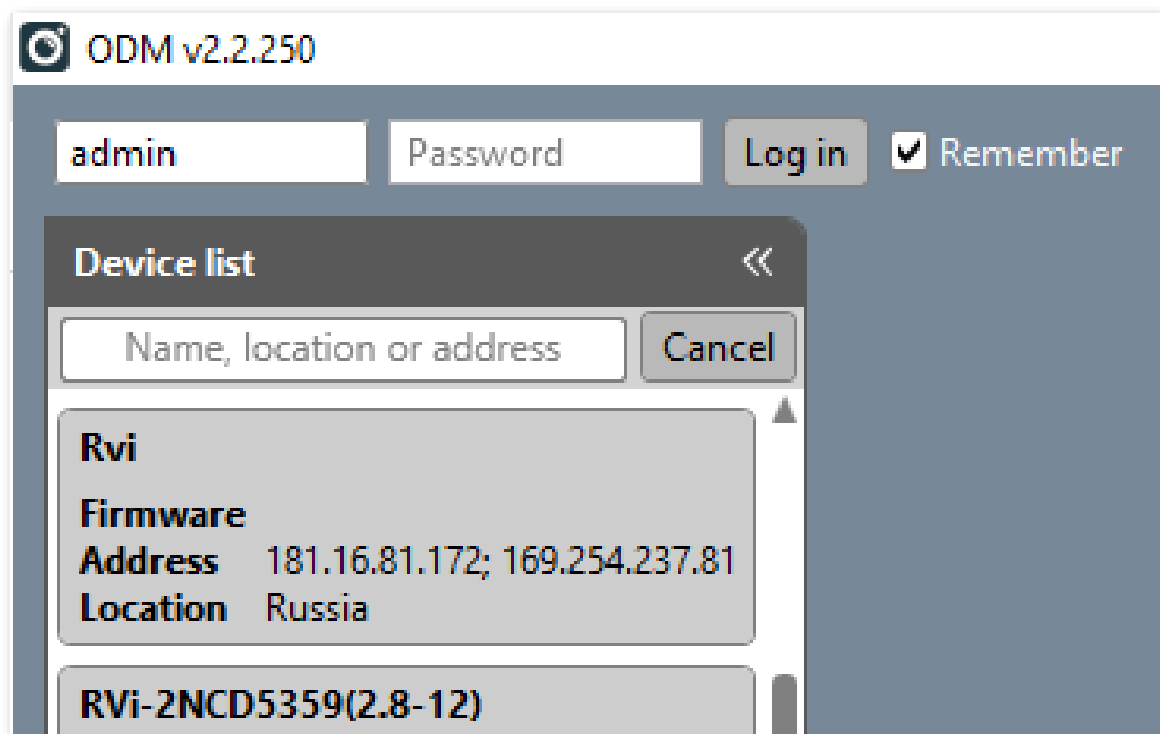 ODM v2.2.250
admin Password Log in Remember
Device list
Name, location or address Cancel
Rvi
Firmware
Address 181.16.81.172; 169.254.237.81
Location Russia
RVi-2NCD5359(2.8-12)